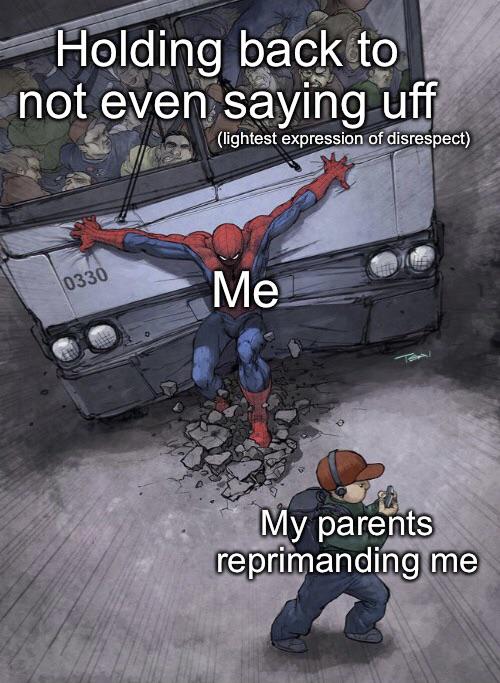 Holding back to
not even saying uff
(lightest expression of disrespect)
0330
Me
My parents
reprimanding me